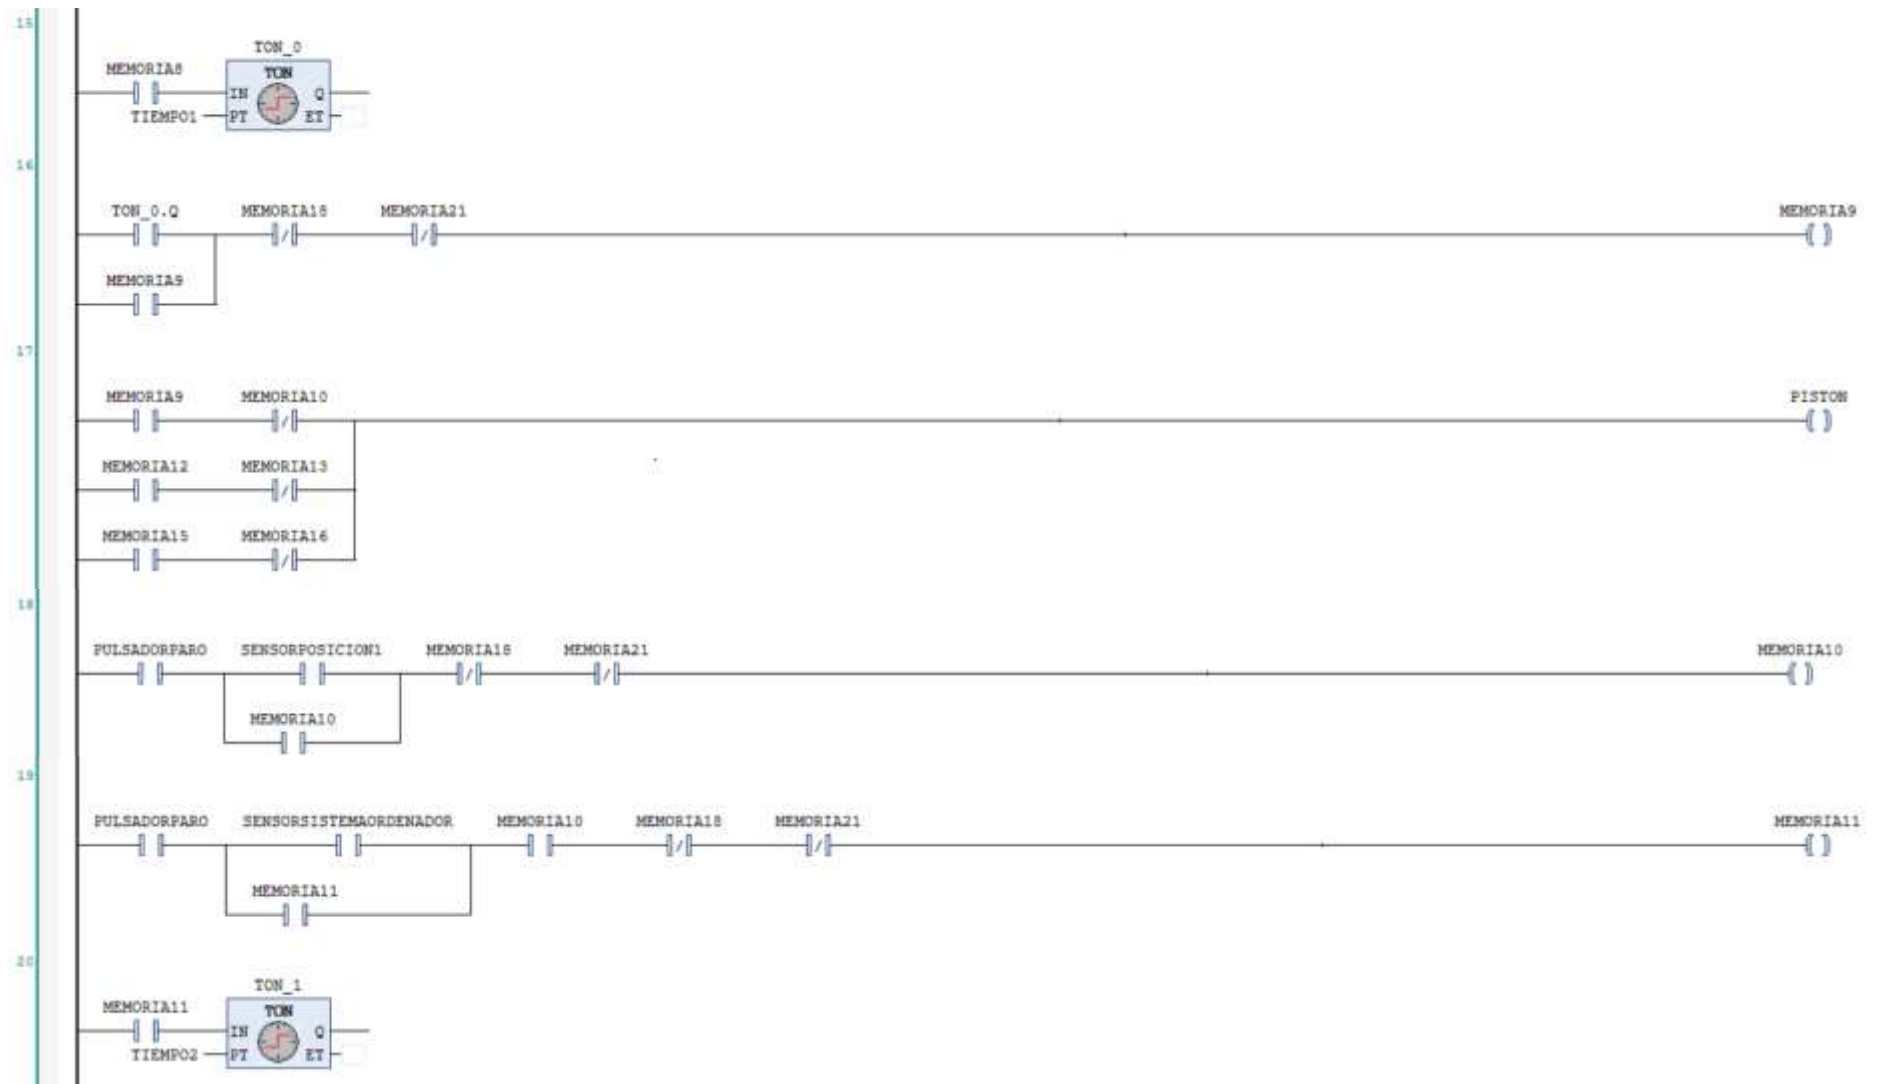 15
TON_0
MEMORIA8
TON
IN Q
TIEMPO1 PT ET
16
TON_0.Q MEMORIA18 MEMORIA21 MEMORIA9
MEMORIA9
17
MEMORIA9 MEMORIA10 PISTON
MEMORIA12 MEMORIA13
MEMORIA15 MEMORIA16
18
PULSADORPARO SENSORPOSICION1 MEMORIA18 MEMORIA21 MEMORIA10
MEMORIA10
19
PULSADORPARO SENSORSISTEMAORDENADOR MEMORIA10 MEMORIA18 MEMORIA21 MEMORIA11
MEMORIA11
20
TON_1
MEMORIA11
TON
IN Q
TIEMPO2 PT ET